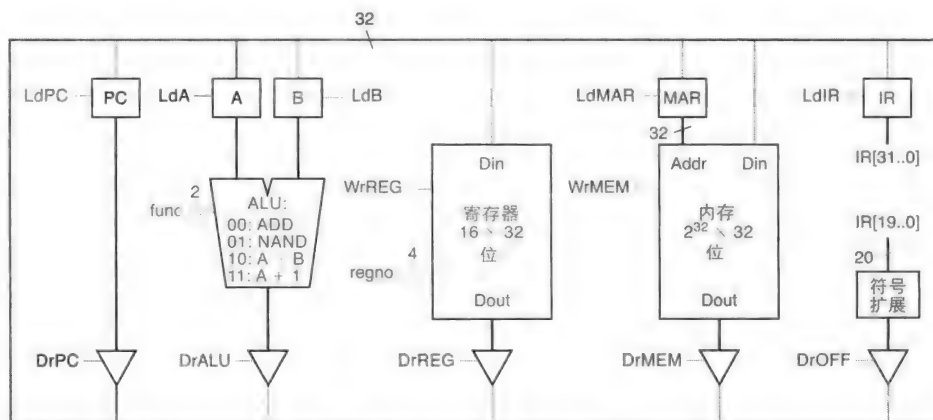 32
LdPC
PC
LdA
A
B
LdB
LdMAR
MAR
LdIR
IR
32
IR[31..0]
Din
Addr
Din
WrREG
WrMEM
2
func
ALU:
00: ADD
01: NAND
10: A B
11: A + 1
寄存器
16 32
位
4
regno
内存
2³² 32
位
IR[19..0]
20
符号
扩展
Dout
Dout
DrPC
DrALU
DrREG
DrMEM
DrOFF